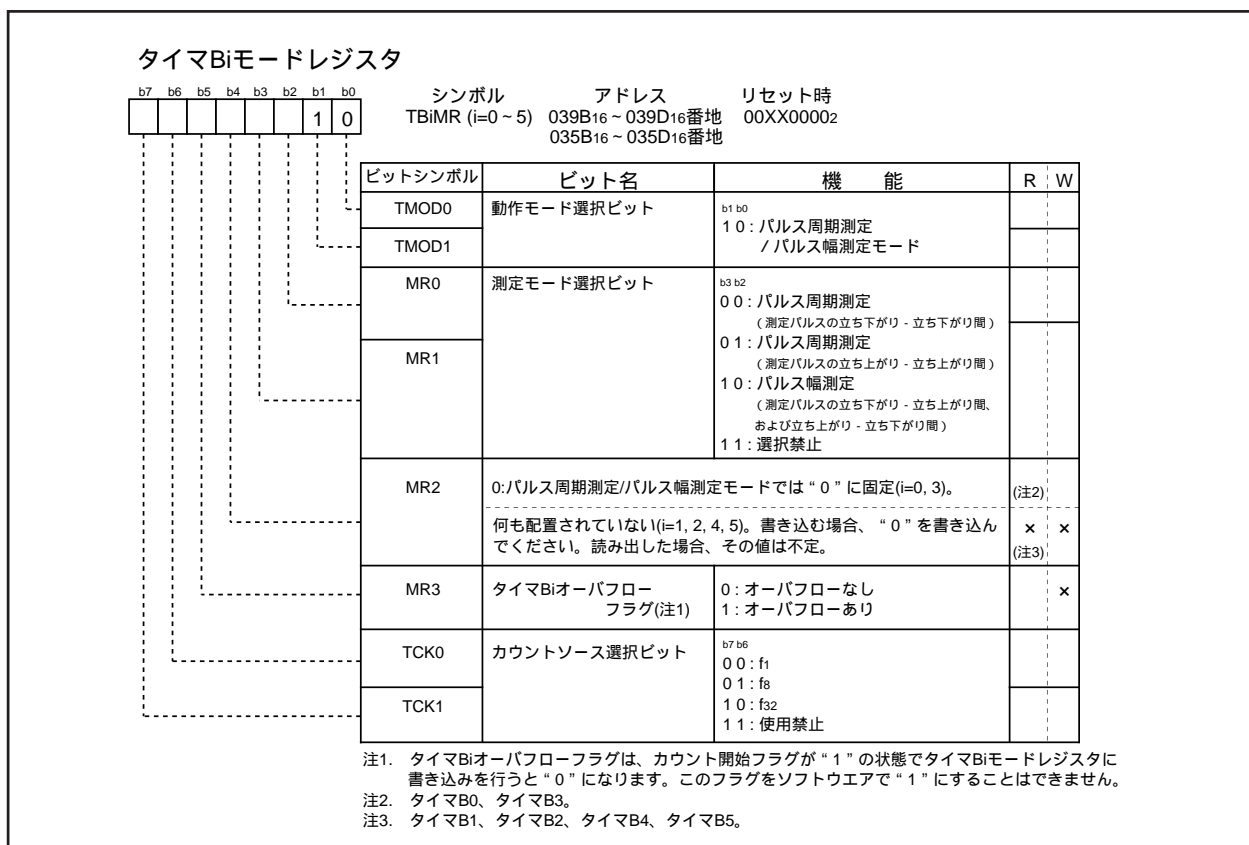 タイマBiモードレジスタ
b7 b6 b5 b4 b3 b2 b1 b0
1 0
シンボル アドレス リセット時
TBiMR (i=0 ~ 5) 039B16 ~ 039D16番地 00XX00002
035B16 ~ 035D16番地
ビットシンボル ビット名 機 能 R W
TMOD0 動作モード選択ビット b1 b0
1 0 : パルス周期測定
TMOD1 / パルス幅測定モード
MR0 測定モード選択ビット b3 b2
0 0 : パルス周期測定
( 測定パルスの立ち下がり - 立ち下がり間 )
0 1 : パルス周期測定
MR1 ( 測定パルスの立ち上がり - 立ち上がり間 )
1 0 : パルス幅測定
( 測定パルスの立ち下がり - 立ち上がり間、
および立ち上がり - 立ち下がり間 )
1 1 : 選択禁止
MR2 0:パルス周期測定/パルス幅測定モードでは “ 0 ” に固定(i=0, 3)。 (注2)
何も配置されていない(i=1, 2, 4, 5)。書き込む場合、 “ 0 ” を書き込ん × ×
でください。読み出した場合、その値は不定。 (注3)
MR3 タイマBiオーバフロー 0 : オーバフローなし ×
フラグ(注1) 1 : オーバフローあり
TCK0 カウントソース選択ビット b7 b6
0 0 : f1
0 1 : f8
TCK1 1 0 : f32
1 1 : 使用禁止
注1. タイマBiオーバフローフラグは、カウント開始フラグが “ 1 ” の状態でタイマBiモードレジスタに
書き込みを行うと “ 0 ” になります。このフラグをソフトウエアで “ 1 ” にすることはできません。
注2. タイマB0、タイマB3。
注3. タイマB1、タイマB2、タイマB4、タイマB5。